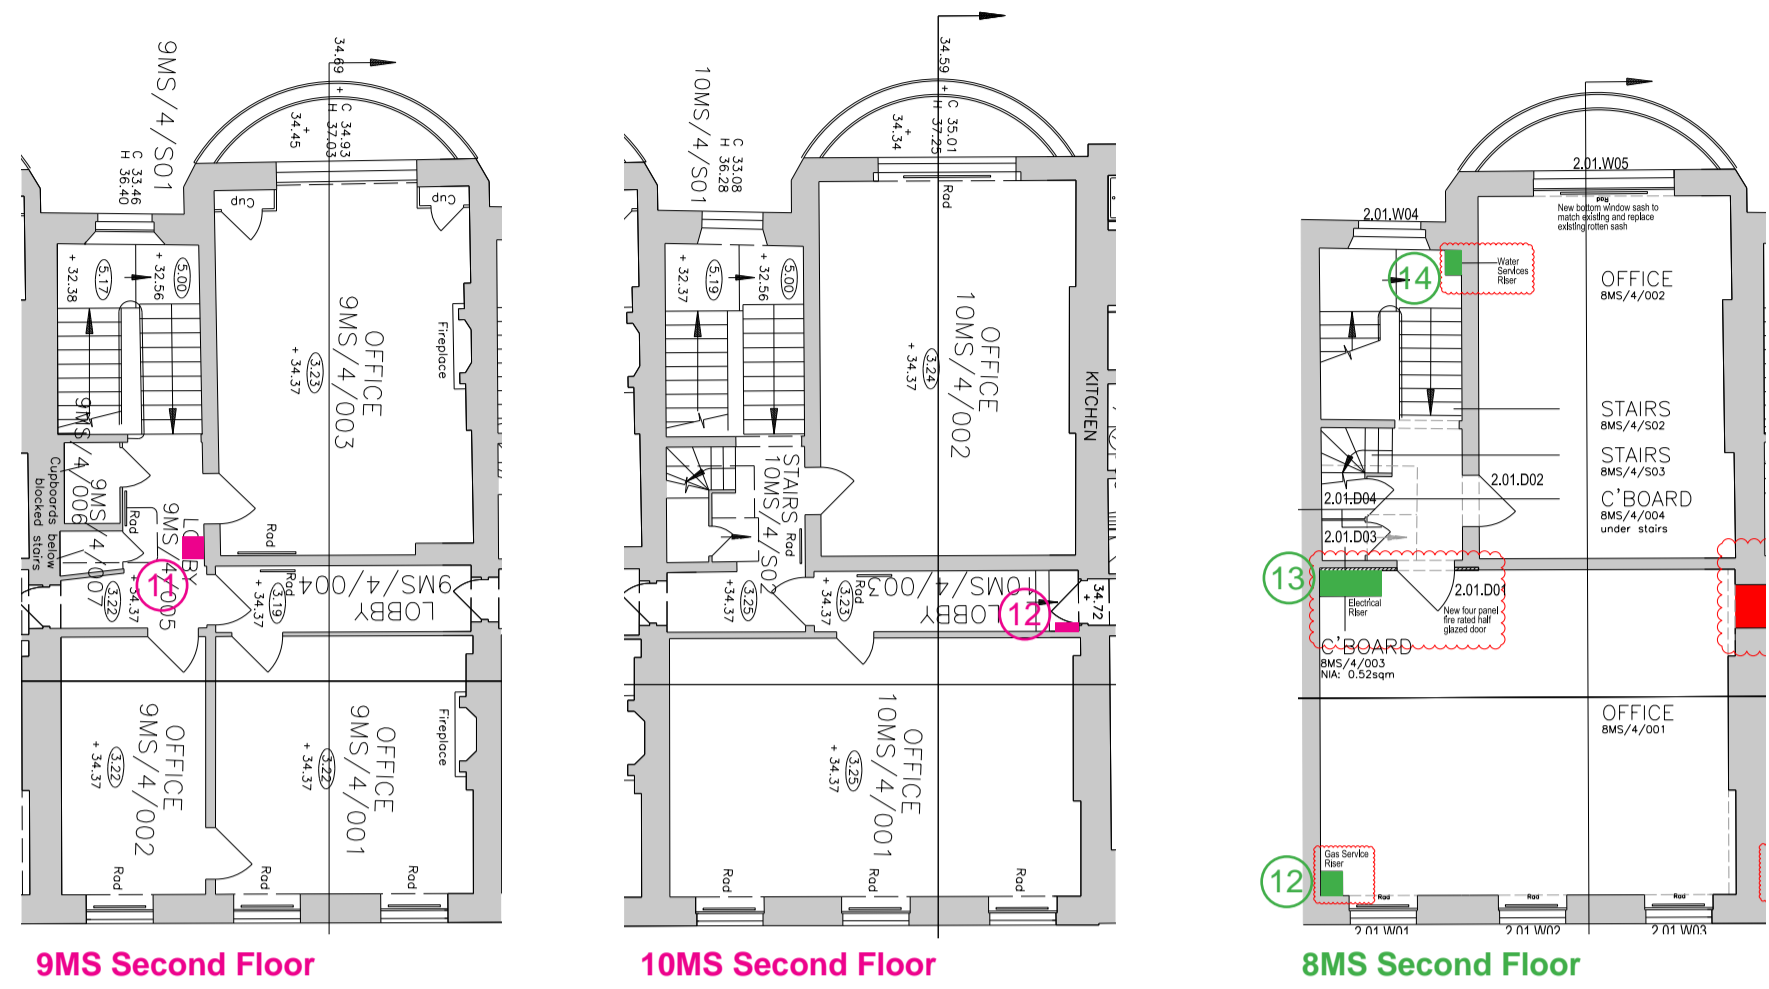 9MS/4/S01
C 33.46
H 36.40
34.69 +
C 34.93
H 37.03
+ 34.45
Cup
Cup
5.17
+ 32.38
5.00
+ 32.56
OFFICE
9MS/4/003
3.23
+ 34.37
Fireplace
9MS/4/006
9MS/4/007
Cupboards below
blocked stairs
Rad
LOBBY
9MS/4/005
Rad
11
3.22
+ 34.37
Rad
3.19
+ 34.37
LOBBY
9MS/4/004
OFFICE
9MS/4/002
3.22
+ 34.37
OFFICE
9MS/4/001
3.22
+ 34.37
Fireplace
Rad
Rad
Rad
9MS Second Floor
10MS/4/S01
C 33.08
H 36.28
34.59 +
C 35.01
H 37.25
+ 34.34
Rad
5.19
+ 32.37
5.00
+ 32.56
OFFICE
10MS/4/002
3.24
+ 34.37
KITCHEN
STAIRS
10MS/4/S02
Rad
3.25
+ 34.37
Rad
3.23
+ 34.37
LOBBY
10MS/4/003
12
34.72
+
OFFICE
10MS/4/001
3.25
+ 34.37
Rad
Rad
Rad
10MS Second Floor
2.01.W05
Rad
New bottom window sash to
match existing and replace
existing rotten sash
2.01.W04
14
Water
Services
Riser
OFFICE
8MS/4/002
STAIRS
8MS/4/S02
STAIRS
8MS/4/S03
2.01.D02
C'BOARD
8MS/4/004
under stairs
2.01.D04
2.01.D03
13
Electrical
Riser
2.01.D01
New four panel
fire rated half
glazed door
C'BOARD
8MS/4/003
NIA: 0.52sqm
OFFICE
8MS/4/001
Gas Service
Riser
12
Rad
Rad
Rad
2.01.W01
2.01.W02
2.01.W03
8MS Second Floor